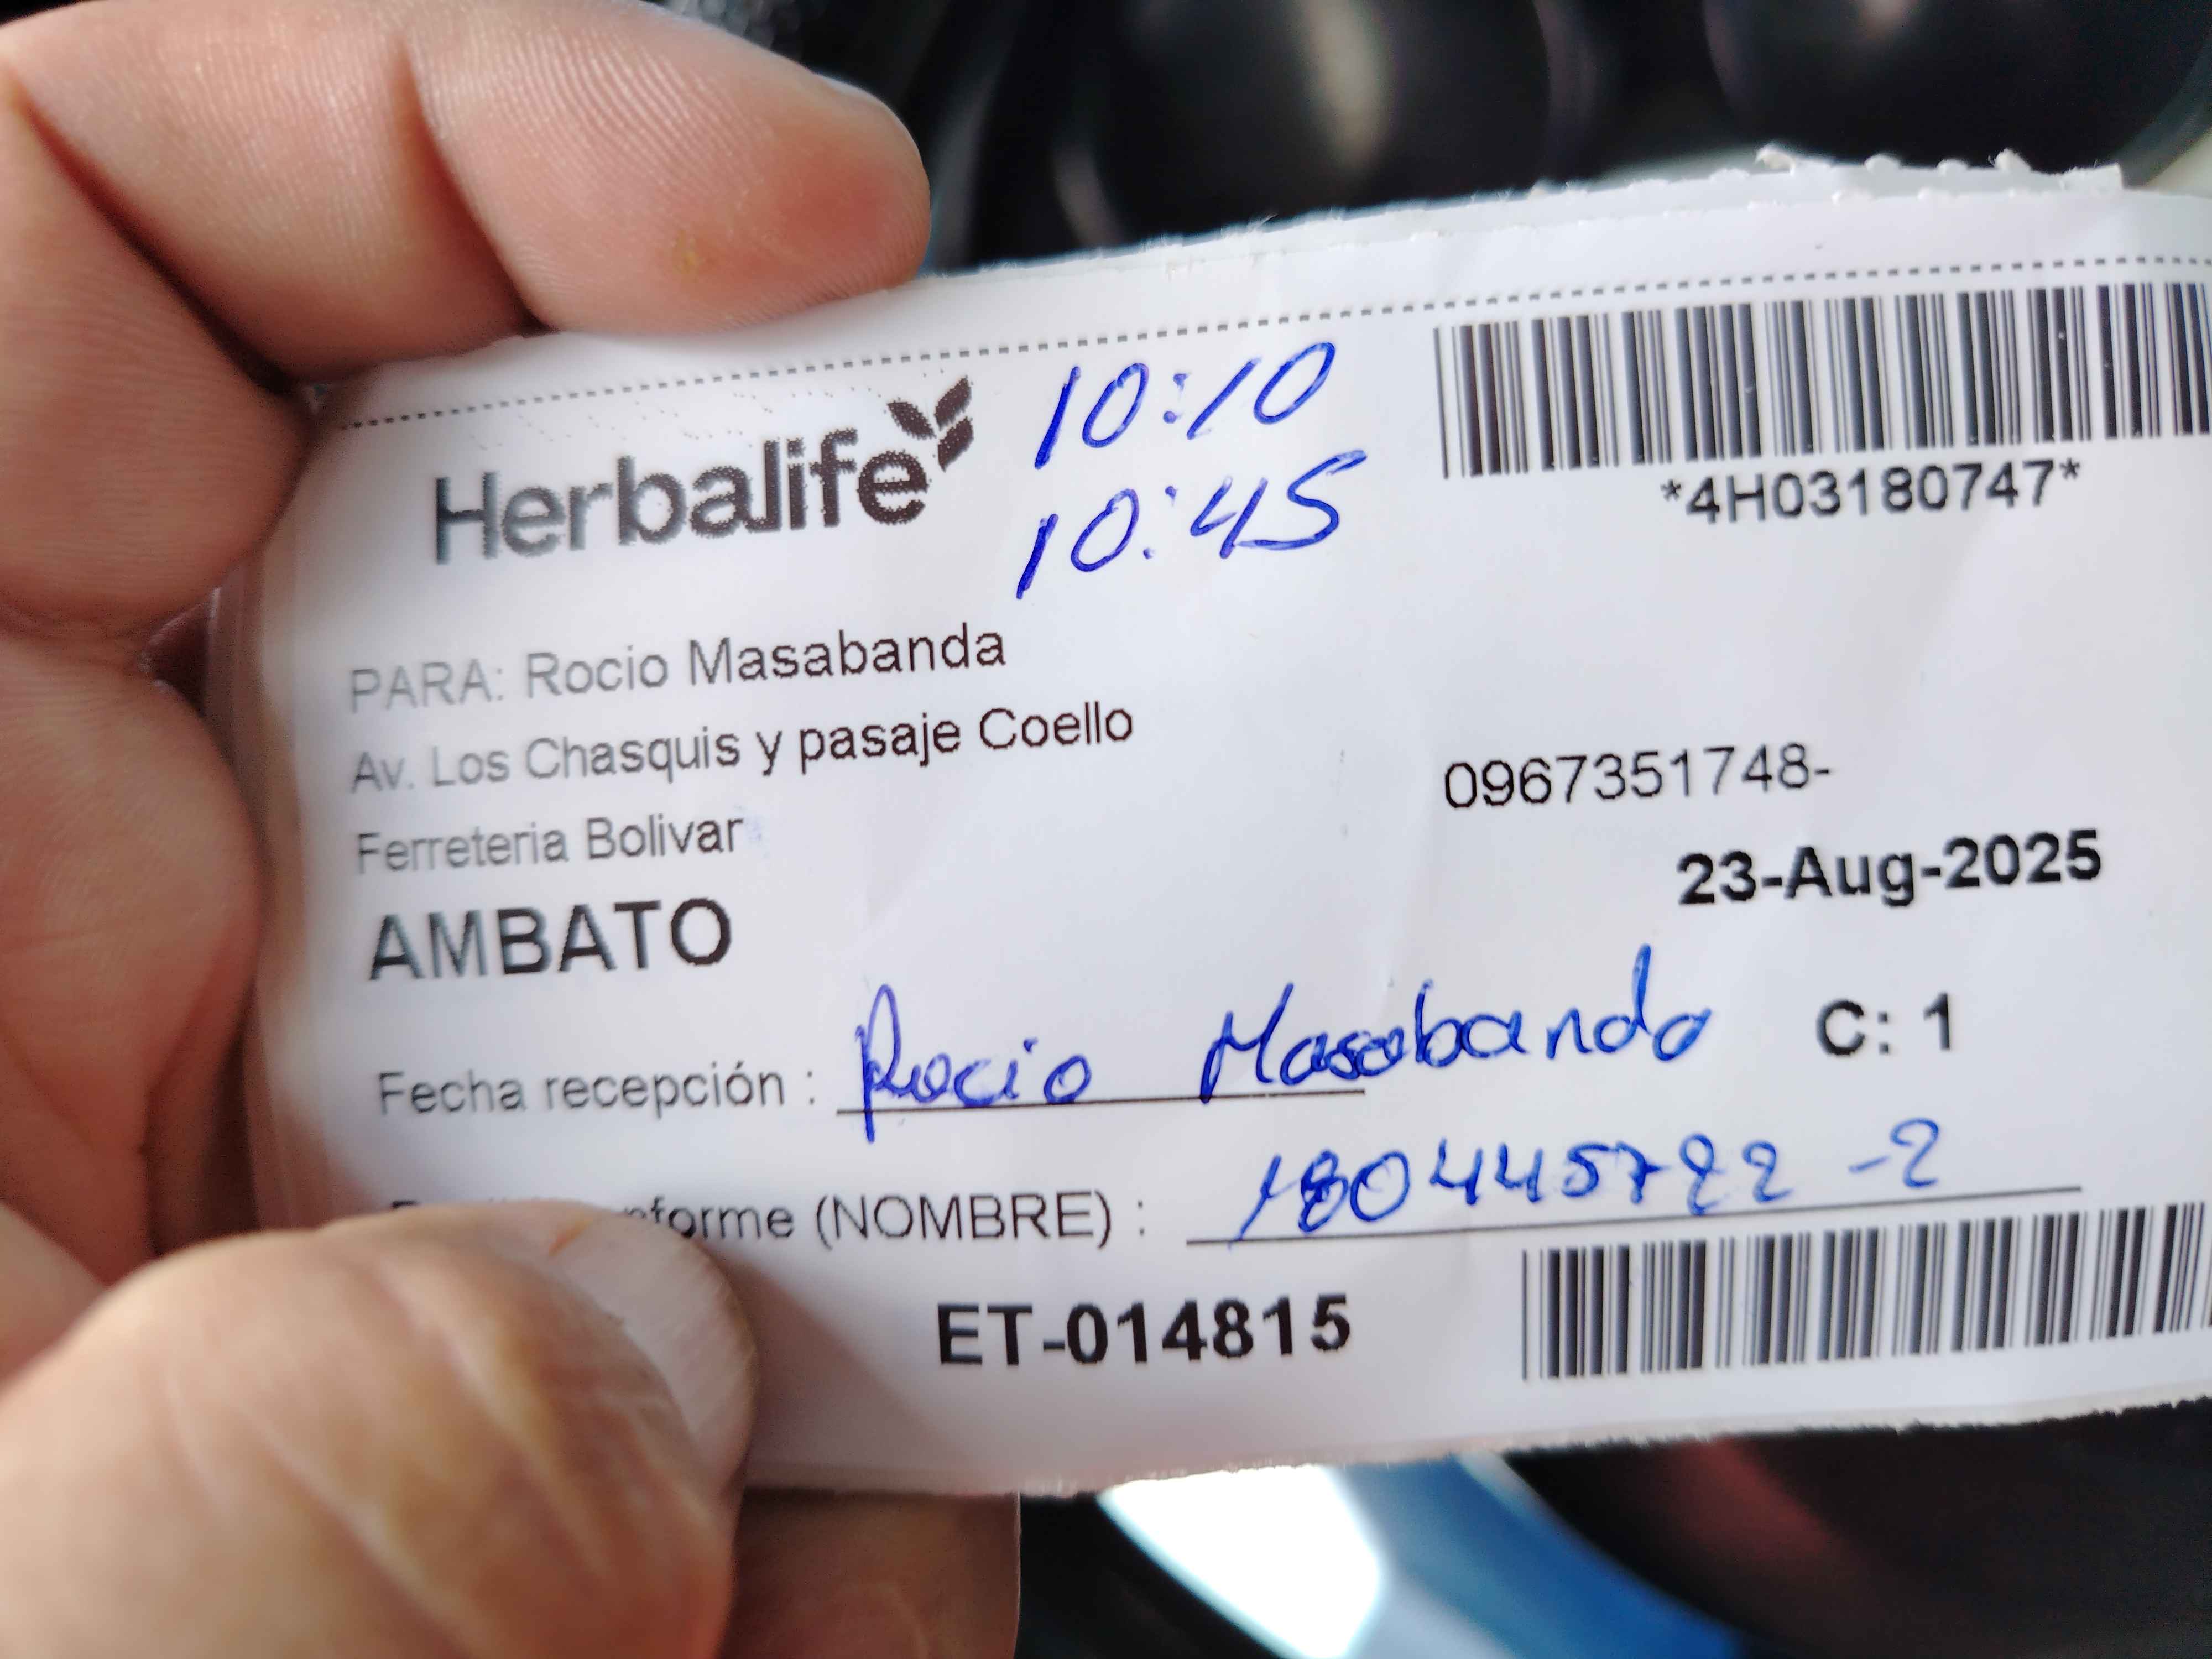 Herbalife
10:10
10:45
*4H03180747*
PARA: Rocio Masabanda
Av. Los Chasquis y pasaje Coello
0967351748-
Ferreteria Bolivar
23-Aug-2025
AMBATO
Fecha recepción : Rocio Masabanda C: 1
(NOMBRE) : 180445722-2
ET-014815